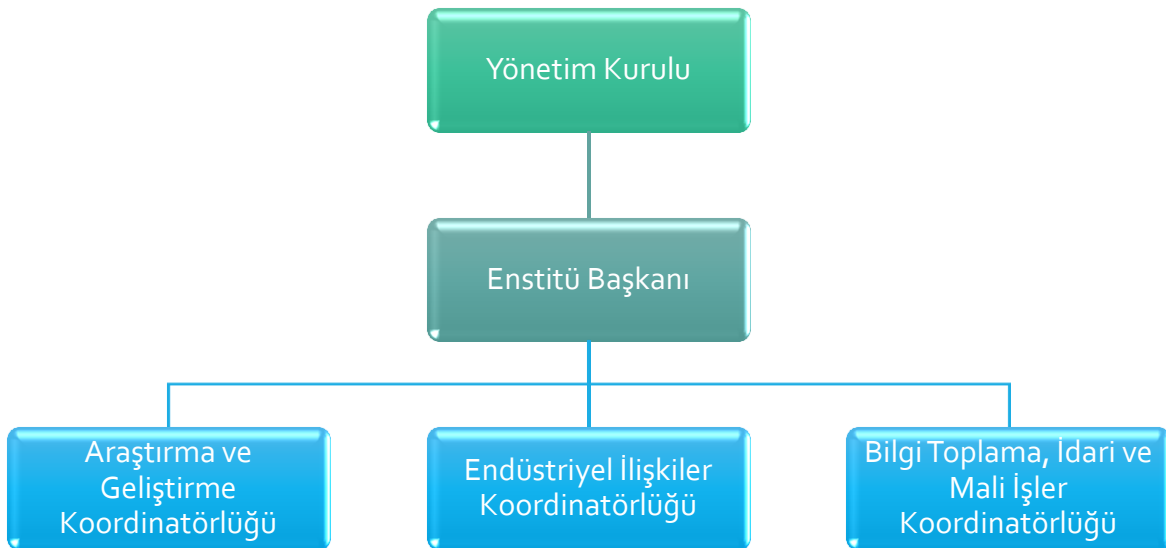 Yönetim Kurulu
Enstitü Başkanı
Araştırma ve
Geliştirme
Koordinatörlüğü
Endüstriyel İlişkiler
Koordinatörlüğü
Bilgi Toplama, İdari ve
Mali İşler
Koordinatörlüğü